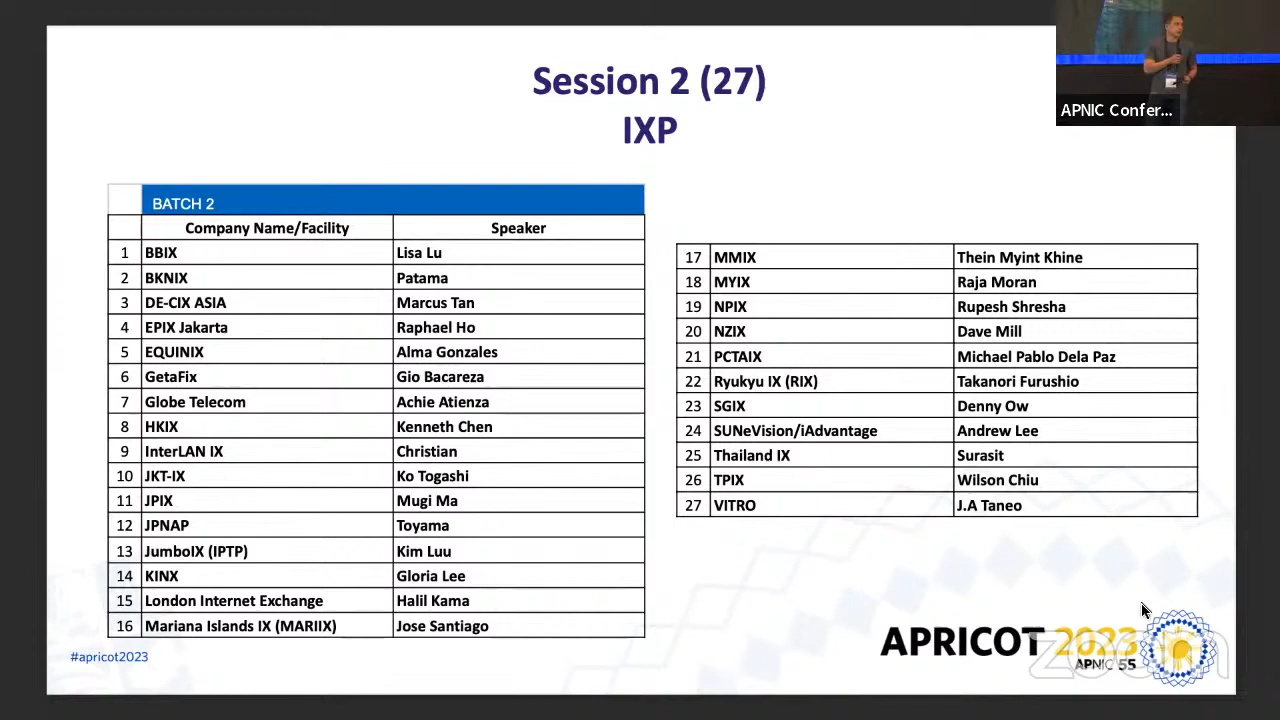 Session 2 (27)
IXP
APNIC Confer...
BATCH 2
Company Name/Facility Speaker
1 BBIX Lisa Lu
2 BKNIX Patama
3 DE-CIX ASIA Marcus Tan
4 EPIX Jakarta Raphael Ho
5 EQUINIX Alma Gonzales
6 GetaFix Gio Bacareza
7 Globe Telecom Achie Atienza
8 HKIX Kenneth Chen
9 InterLAN IX Christian
10 JKT-IX Ko Togashi
11 JPIX Mugi Ma
12 JPNAP Toyama
13 JumboIX (IPTP) Kim Luu
14 KINX Gloria Lee
15 London Internet Exchange Halil Kama
16 Mariana Islands IX (MARIIX) Jose Santiago
17 MMIX Thein Myint Khine
18 MYIX Raja Moran
19 NPIX Rupesh Shresha
20 NZIX Dave Mill
21 PCTAIX Michael Pablo Dela Paz
22 Ryukyu IX (RIX) Takanori Furushio
23 SGIX Denny Ow
24 SUNeVision/iAdvantage Andrew Lee
25 Thailand IX Surasit
26 TPIX Wilson Chiu
27 VITRO J.A Taneo
#apricot2023
APRICOT 2023
APNIC 55
zoom